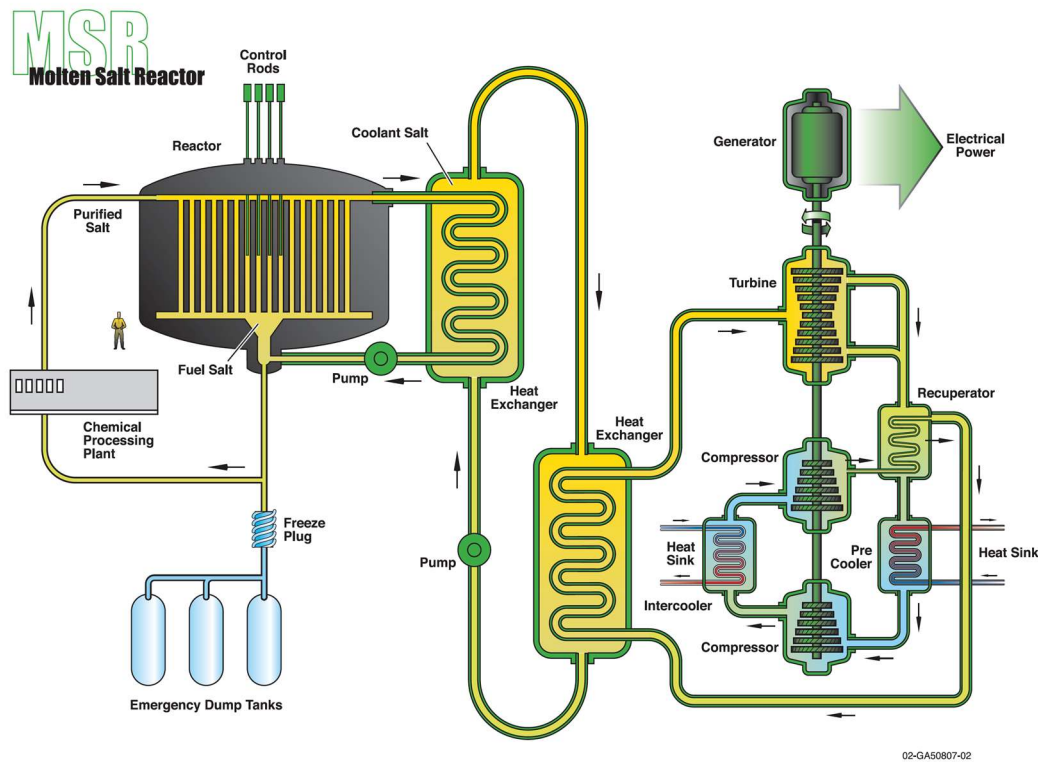 MSR
Molten Salt Reactor
Control
Rods
Reactor
Coolant Salt
Purified
Salt
Fuel Salt
Pump
Chemical
Processing
Plant
Freeze
Plug
Emergency Dump Tanks
Heat
Exchanger
Pump
Heat
Exchanger
Generator
Electrical
Power
Turbine
Recuperator
Compressor
Heat
Sink
Intercooler
Pre
Cooler
Heat Sink
Compressor
02-GA50807-02